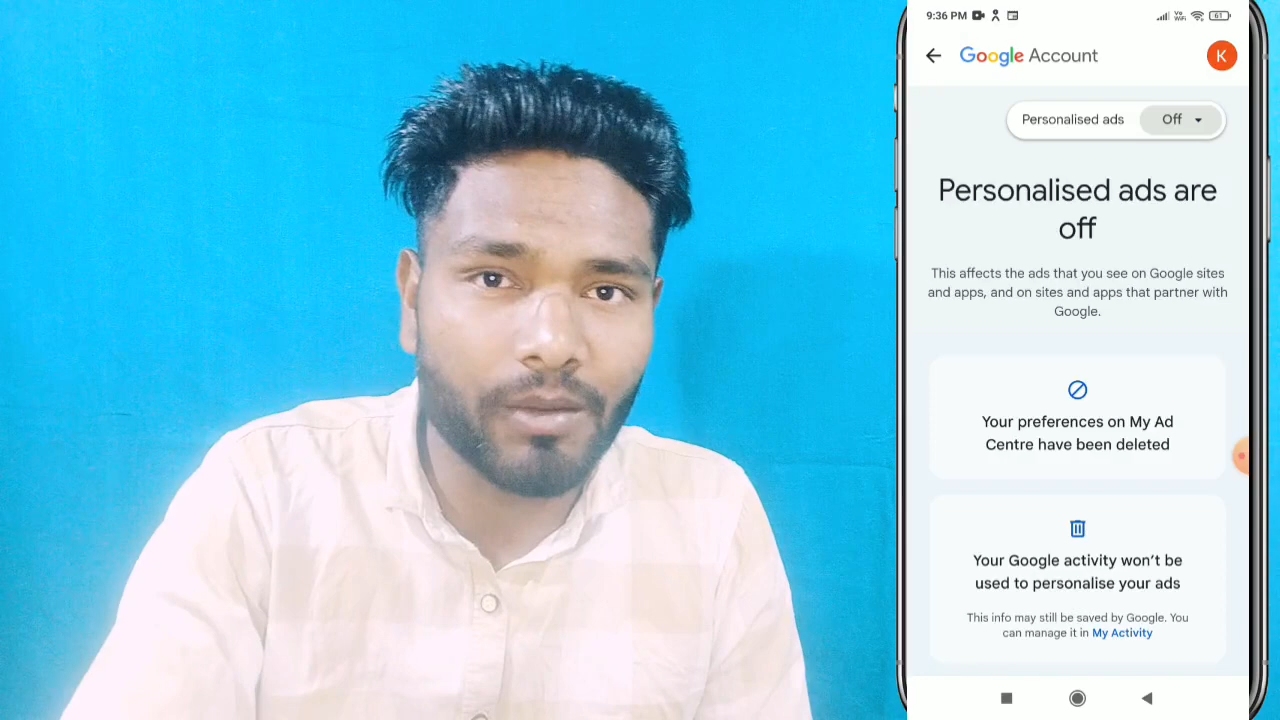 9:36 PM
Vo
WiFi
61
Google Account
K
Personalised ads
Off
Personalised ads are
off
This affects the ads that you see on Google sites
and apps, and on sites and apps that partner with
Google.
Your preferences on My Ad
Centre have been deleted
Your Google activity won’t be
used to personalise your ads
This info may still be saved by Google. You
can manage it in My Activity